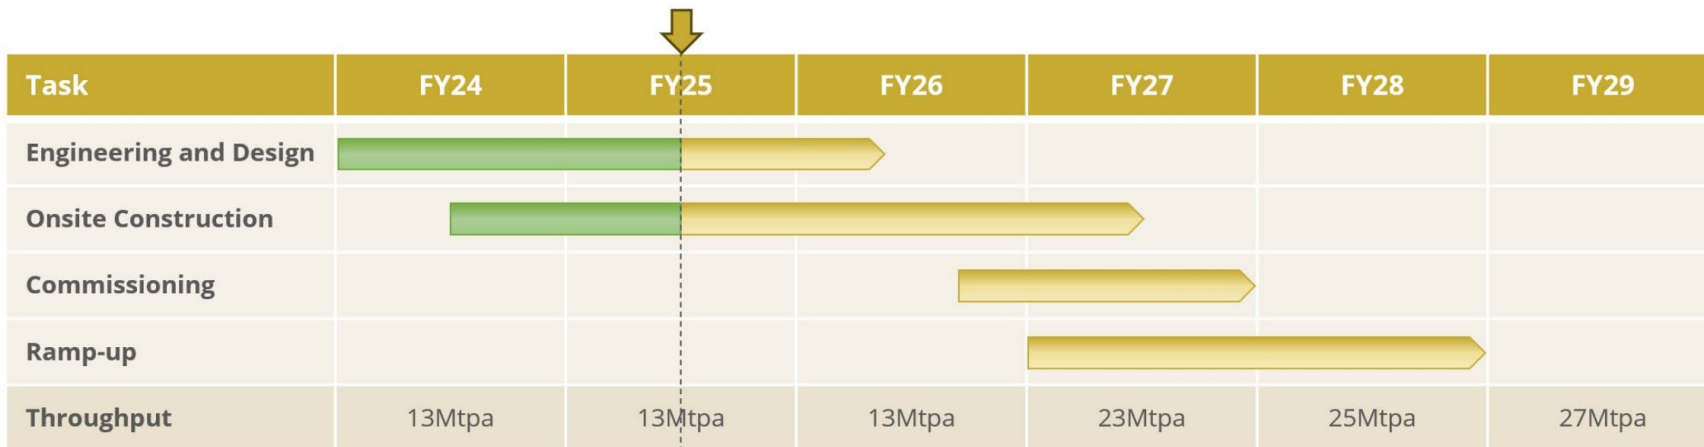 Task FY24 FY25 FY26 FY27 FY28 FY29
Engineering and Design
Onsite Construction
Commissioning
Ramp-up
Throughput 13Mtpa 13Mtpa 13Mtpa 23Mtpa 25Mtpa 27Mtpa